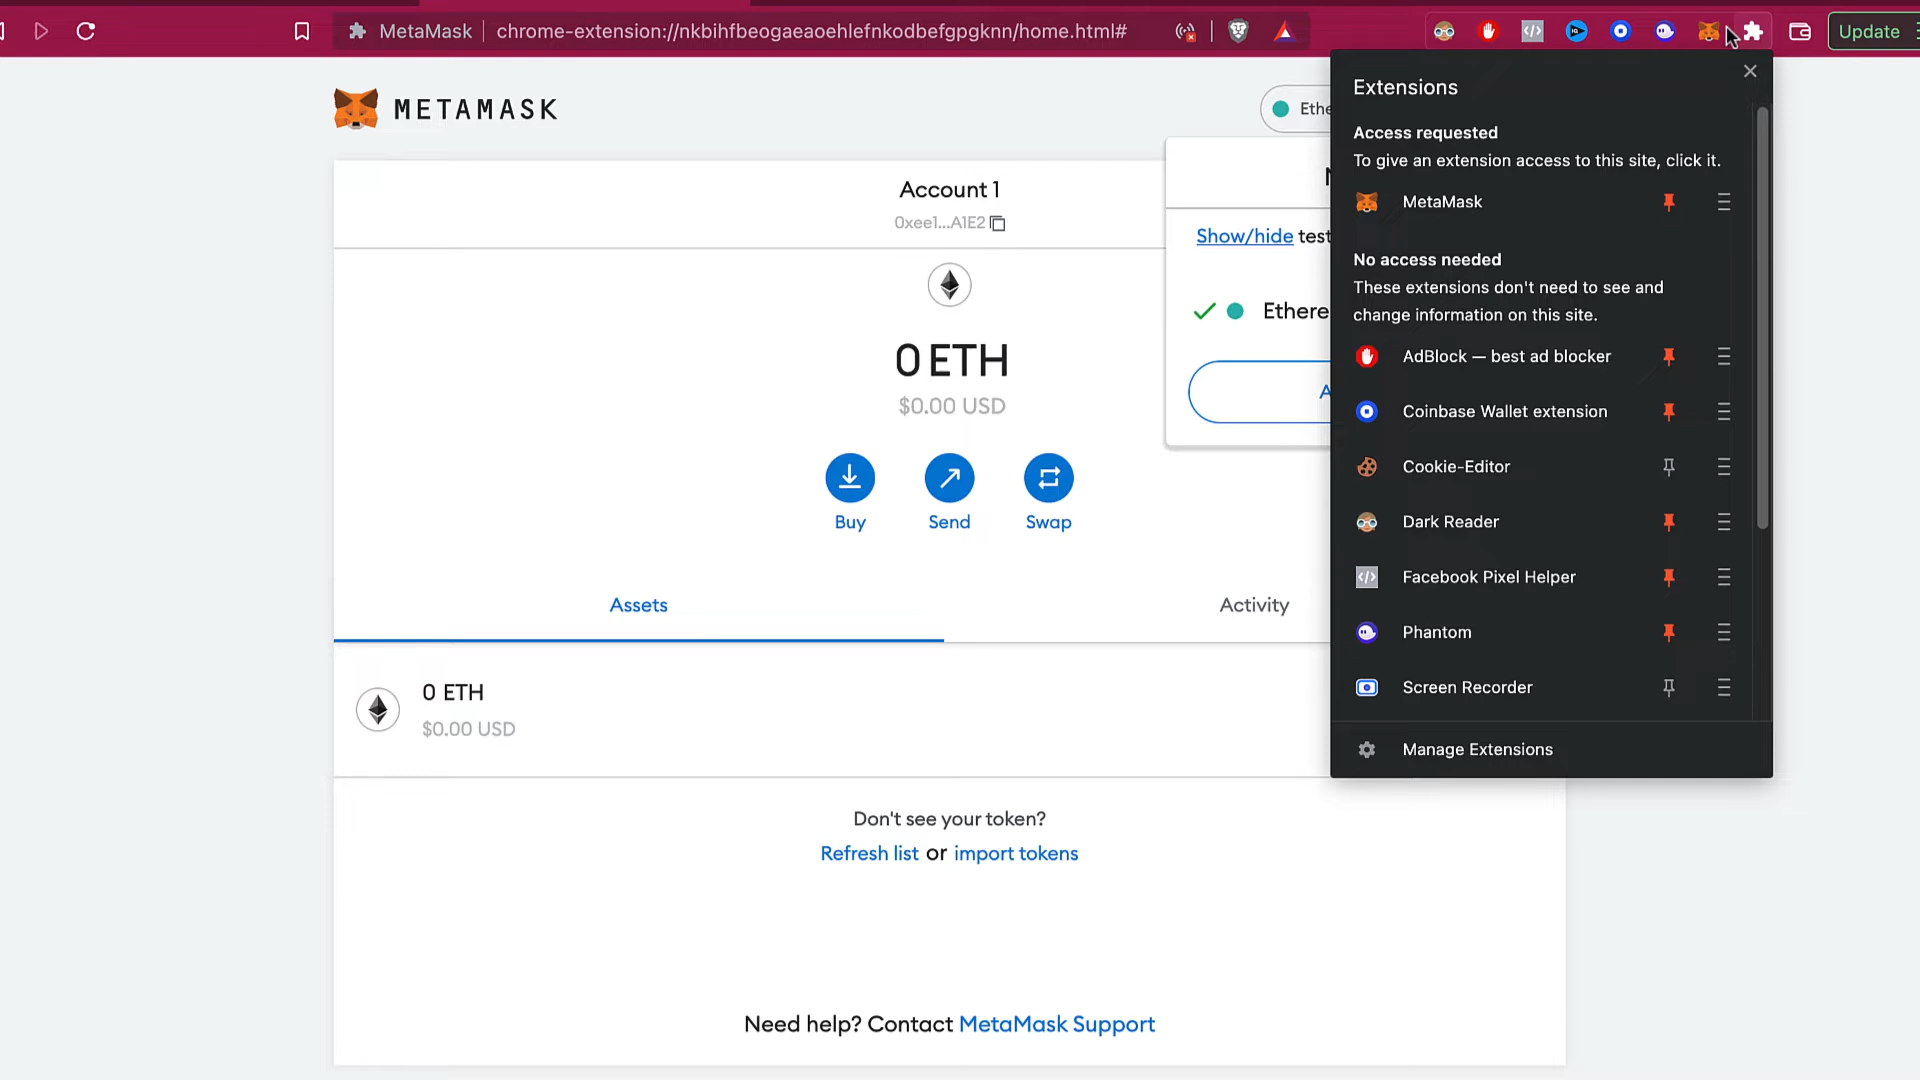 MetaMask
chrome-extension://nkbihfbeogaeaoehlefnkodbefgpgknn/home.html#
Update
METAMASK
Ethe
Account 1
0xee1...A1E2
Show/hide test
Ethere
0 ETH
$0.00 USD
Buy
Send
Swap
Assets
Activity
0 ETH
$0.00 USD
Don't see your token?
Refresh list or import tokens
Need help? Contact MetaMask Support
Extensions
Access requested
To give an extension access to this site, click it.
MetaMask
No access needed
These extensions don't need to see and
change information on this site.
AdBlock — best ad blocker
Coinbase Wallet extension
Cookie-Editor
Dark Reader
Facebook Pixel Helper
Phantom
Screen Recorder
Manage Extensions